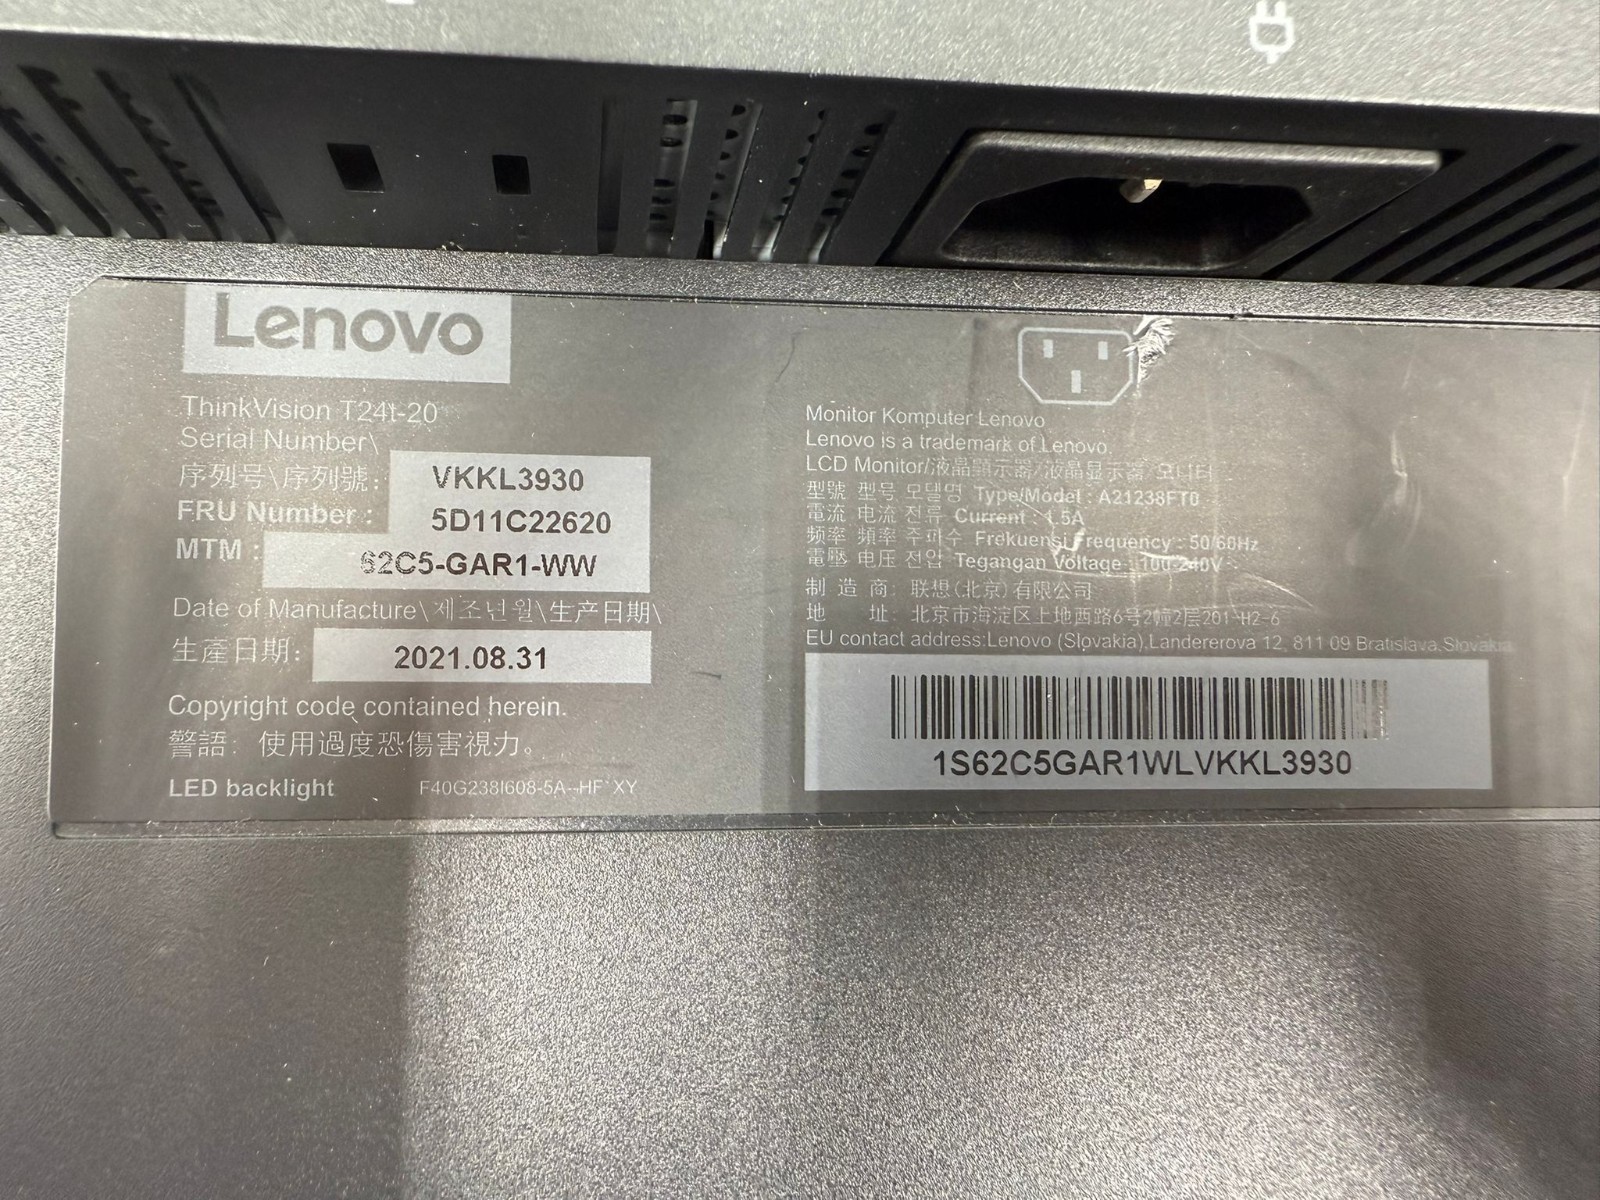 Lenovo
ThinkVision T24t-20
Serial Number\
序列号\序列號: VKKL3930
FRU Number : 5D11C22620
MTM : 62C5-GAR1-WW
Date of Manufacture\제조년월\生产日期\
生產日期: 2021.08.31
Copyright code contained herein.
警語: 使用過度恐傷害視力。
LED backlight F40G238I608-5A--HF*XY
Monitor Komputer Lenovo
Lenovo is a trademark of Lenovo.
LCD Monitor/液晶顯示器/液晶显示器 모니터
型號 型号 모델명 Type/Model : A21238FT0
電流 电流 전류 Current : 1.5A
频率 頻率 주파수 Frekuensi Frequency : 50/60Hz
電壓 电压 전압 Tegangan Voltage : 100-240V~
制 造 商: 联想(北京)有限公司
地 址: 北京市海淀区上地西路6号2幢2层201-H2-6
EU contact address:Lenovo (Slovakia),Landererova 12, 811 09 Bratislava,Slovakia
1S62C5GAR1WLVKKL3930